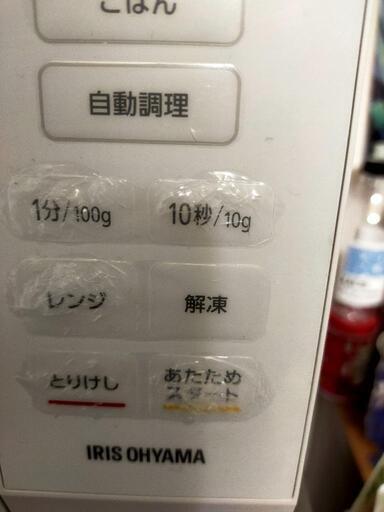 ごはん
自動調理
1分/100g 10秒/10g
レンジ 解凍
とりけし あたため
スタート
IRIS OHYAMA